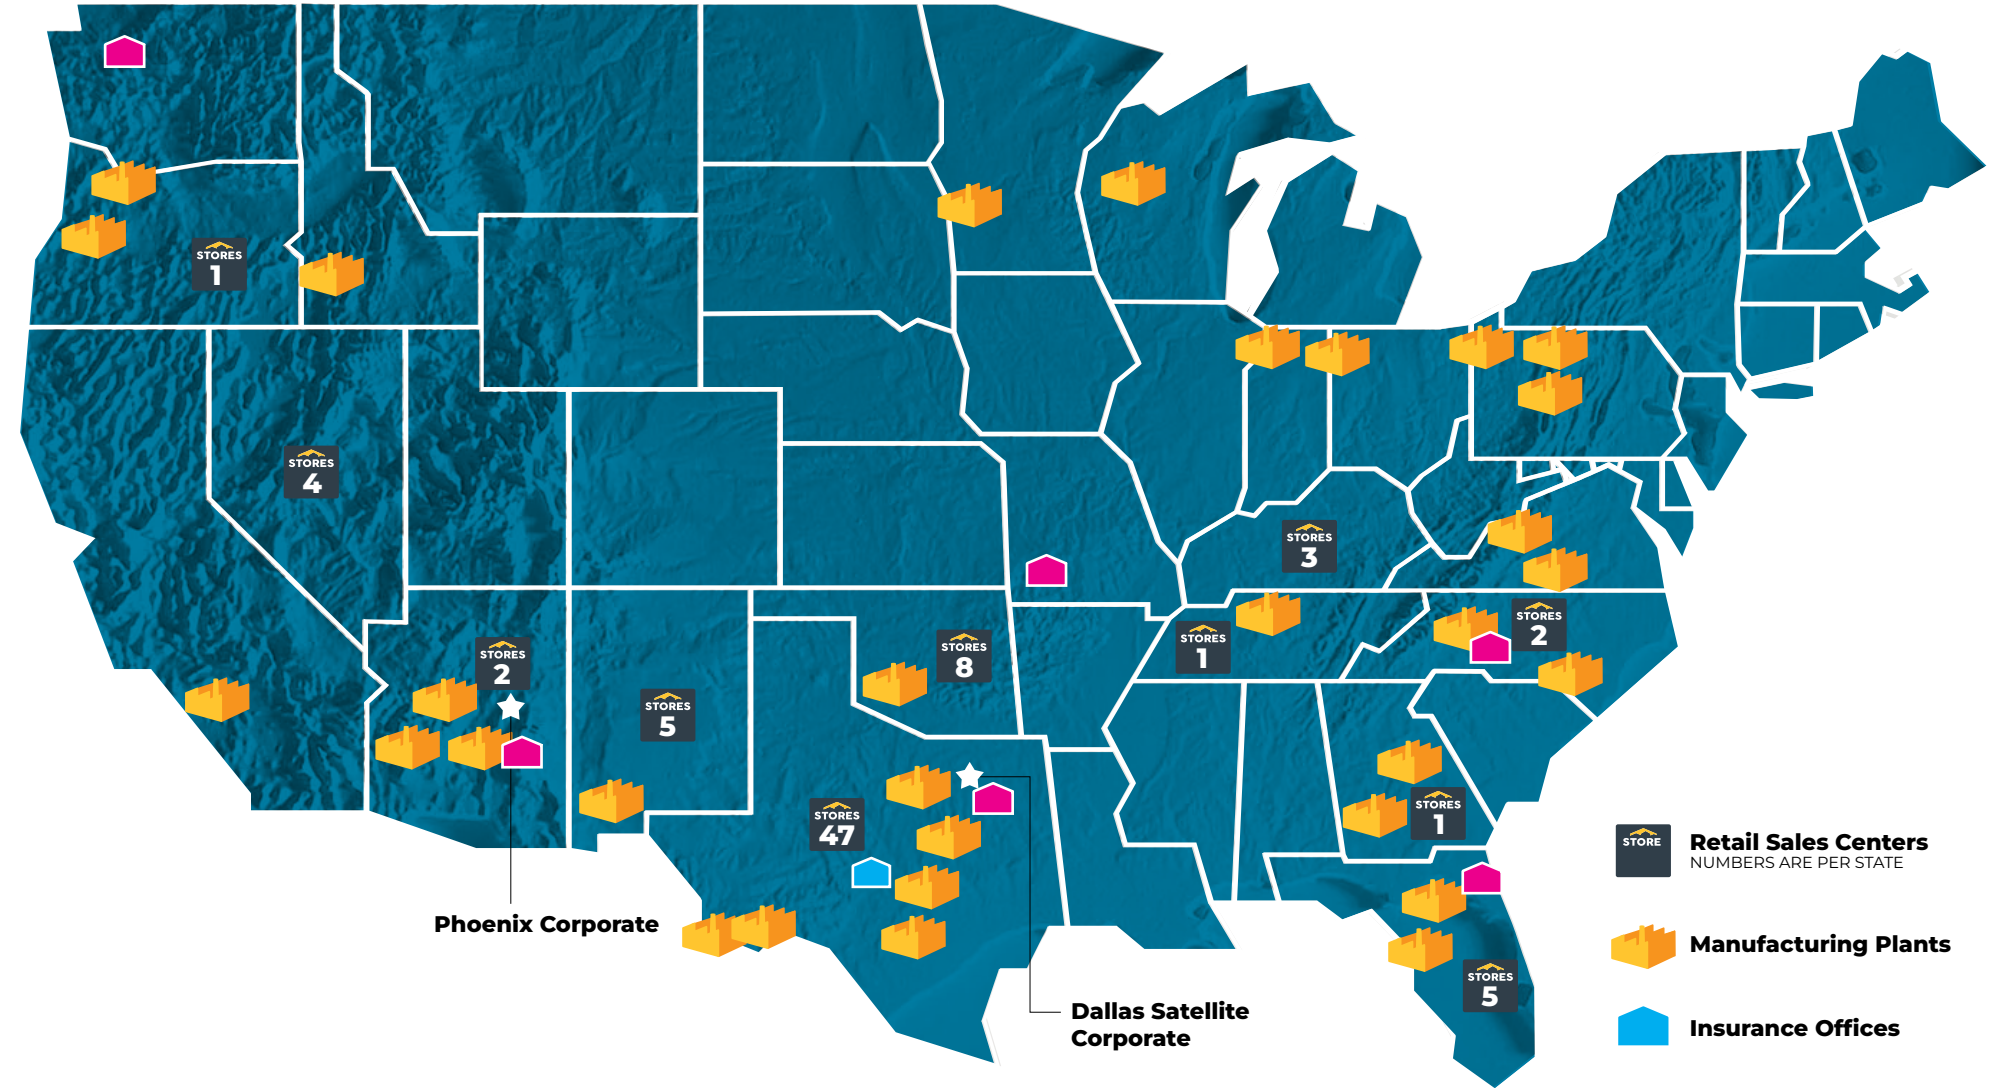 STORES
1
STORES
4
STORES
3
STORES
2
STORES
1
STORES
8
STORES
2
STORES
5
STORES
47
STORES
1
STORE
Retail Sales Centers
NUMBERS ARE PER STATE
Phoenix Corporate
Manufacturing Plants
STORES
5
Dallas Satellite
Corporate
Insurance Offices